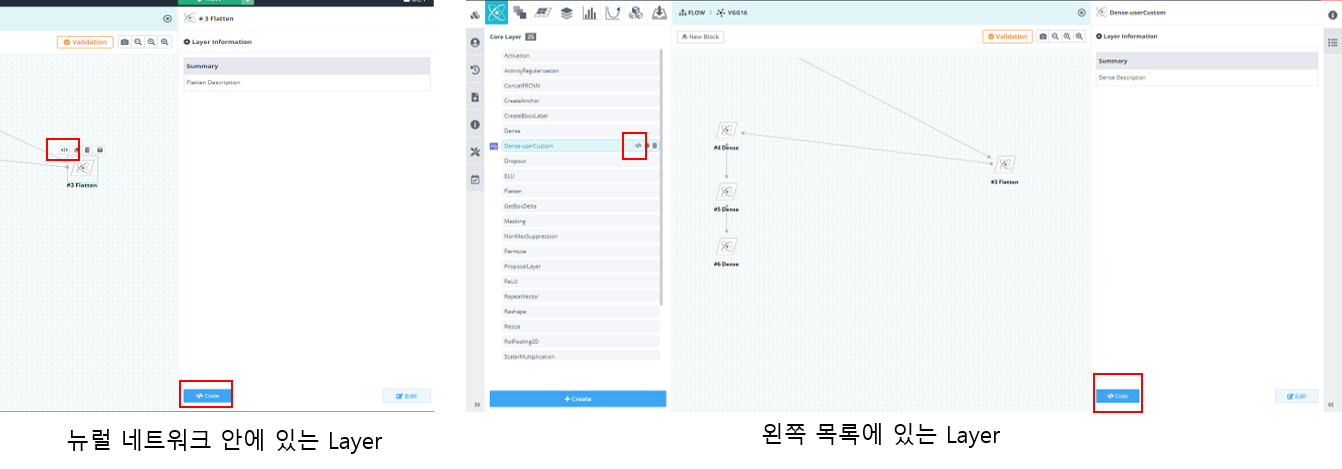 # 3 Flatten
Validation
Layer Information
Summary
Flatten Description
#3 Flatten
Code
Edit
뉴럴 네트워크 안에 있는 Layer
FLOW > VGG16
Dense-userCustom
Core Layer 25
New Block
Validation
Layer Information
Activation
ActivityRegularization
ConcatFRCNN
CreateAnchor
CreateBboxLabel
Dense
Dense-userCustom
Dropout
ELU
Flatten
GetBoxDelta
Masking
NonMaxSuppression
Permute
ProposalLayer
ReLU
RepeatVector
Reshape
Resize
RoiPooling2D
ScalarMultiplication
Create
Summary
Dense Description
#4 Dense
#3 Flatten
#5 Dense
#6 Dense
Code
Edit
왼쪽 목록에 있는 Layer